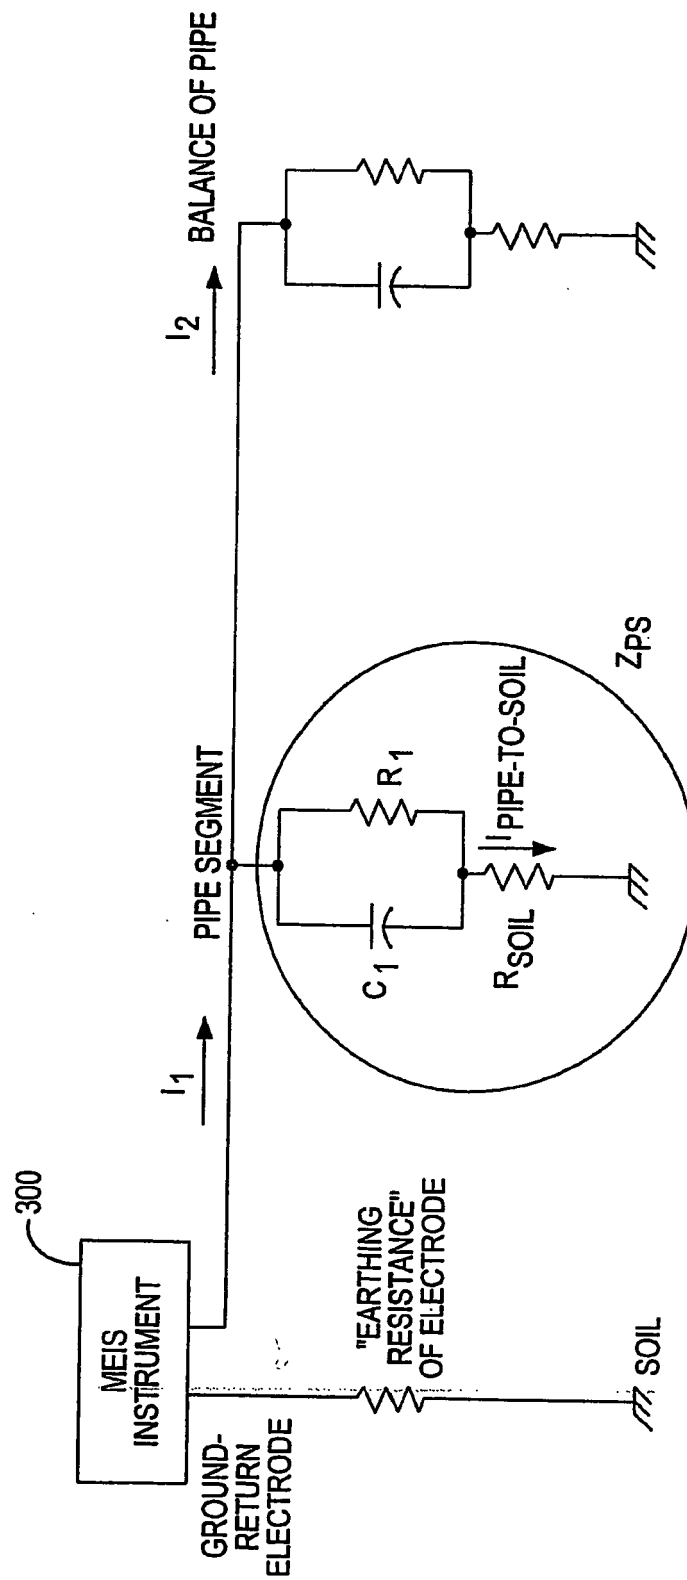 300
MEIS
INSTRUMENT
GROUND-
RETURN
ELECTRODE
"EARTHING
RESISTANCE"
OF ELECTRODE
SOIL
I1
PIPE SEGMENT
C1
R1
RSOIL
IPIPE-TO-SOIL
ZPS
I2
BALANCE OF PIPE